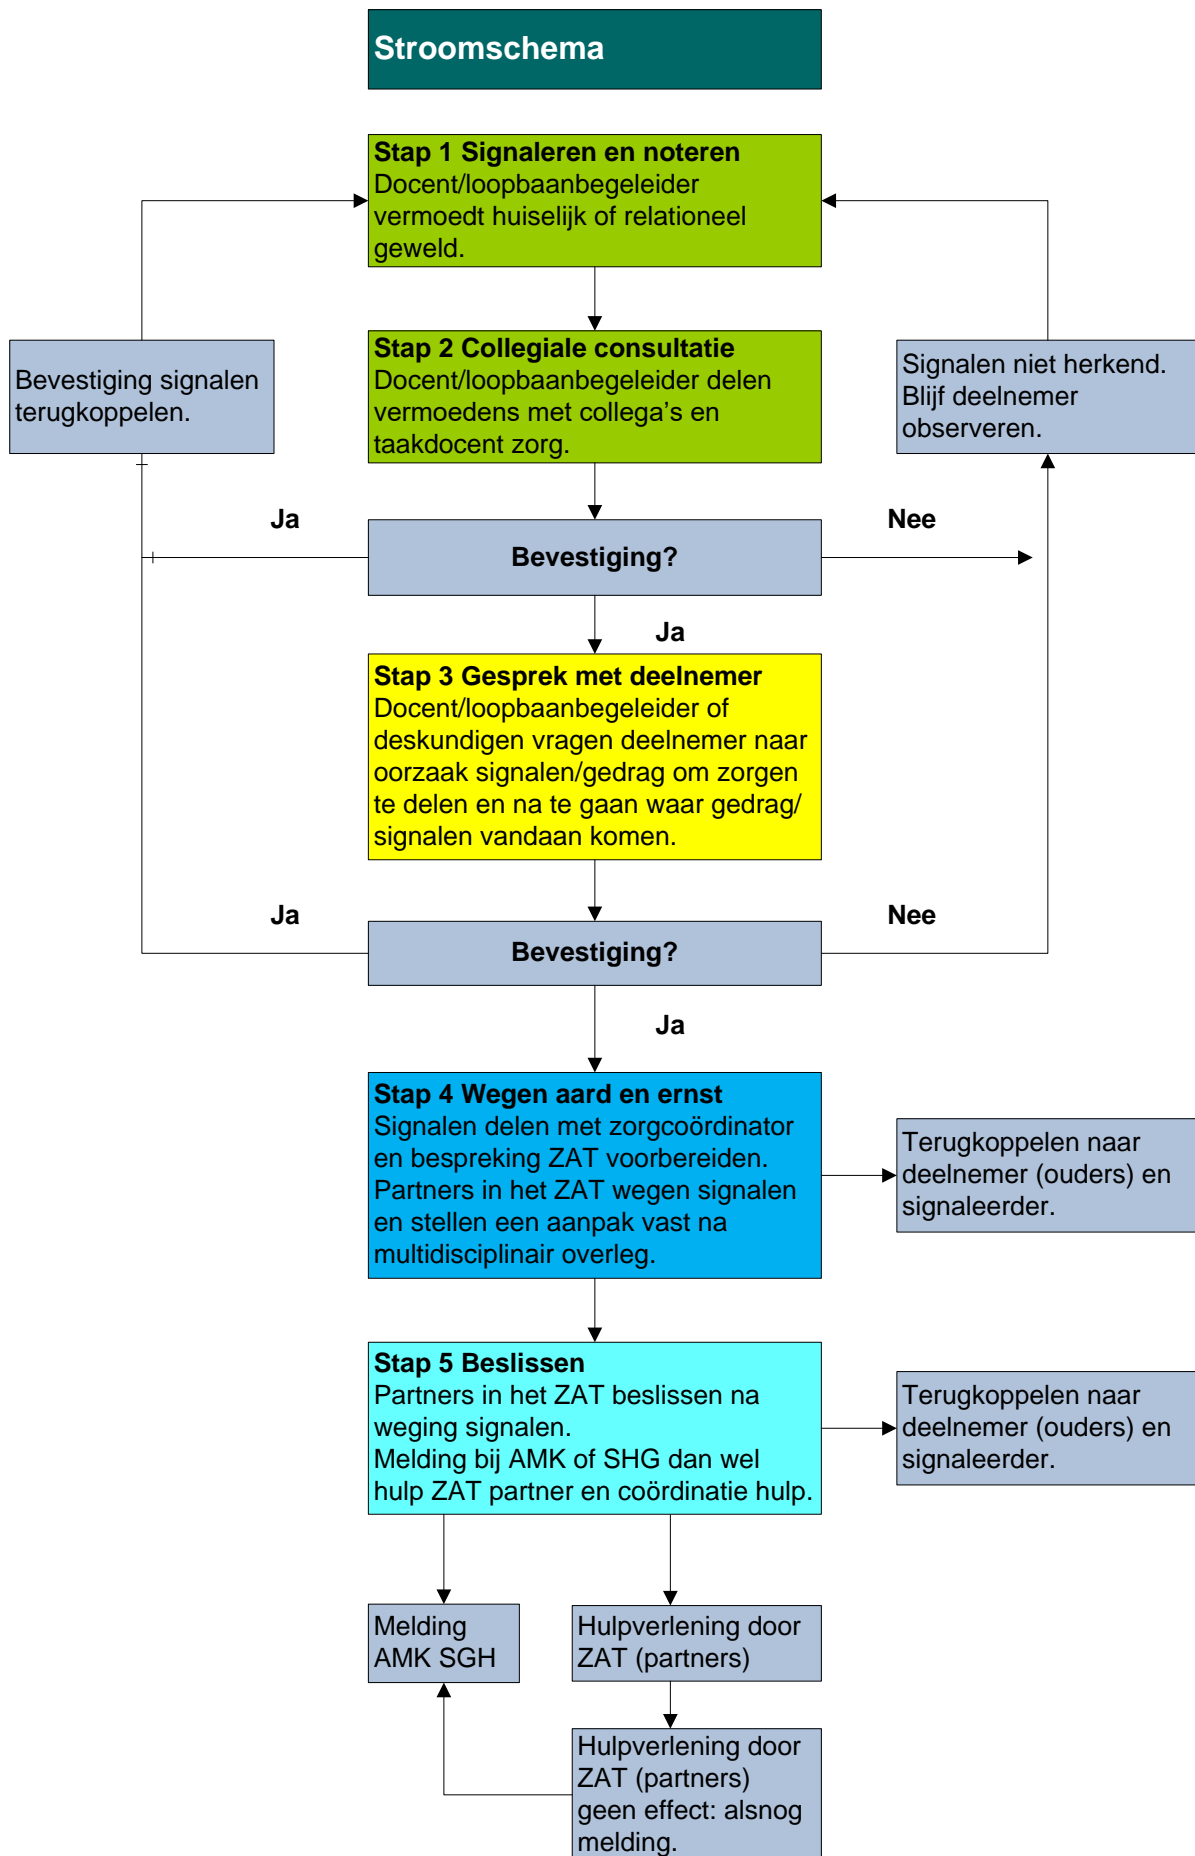 Stroomschema
Stap 1 Signaleren en noteren
Docent/loopbaanbegeleider
vermoedt huiselijk of relationeel
geweld.
Stap 2 Collegiale consultatie
Docent/loopbaanbegeleider delen
vermoedens met collega's en
taakdocent zorg.
Bevestiging signalen
terugkoppelen.
Signalen niet herkend.
Blijf deelnemer
observeren.
Ja
Bevestiging?
Nee
Ja
Stap 3 Gesprek met deelnemer
Docent/loopbaanbegeleider of
deskundigen vragen deelnemer naar
oorzaak signalen/gedrag om zorgen
te delen en na te gaan waar gedrag/
signalen vandaan komen.
Ja
Bevestiging?
Nee
Ja
Stap 4 Wegen aard en ernst
Signalen delen met zorgcoördinator
en bespreking ZAT voorbereiden.
Partners in het ZAT wegen signalen
en stellen een aanpak vast na
multidisciplinair overleg.
Terugkoppelen naar
deelnemer (ouders) en
signaleerder.
Stap 5 Beslissen
Partners in het ZAT beslissen na
weging signalen.
Melding bij AMK of SHG dan wel
hulp ZAT partner en coördinatie hulp.
Terugkoppelen naar
deelnemer (ouders) en
signaleerder.
Melding
AMK SGH
Hulpverlening door
ZAT (partners)
Hulpverlening door
ZAT (partners)
geen effect: alsnog
melding.